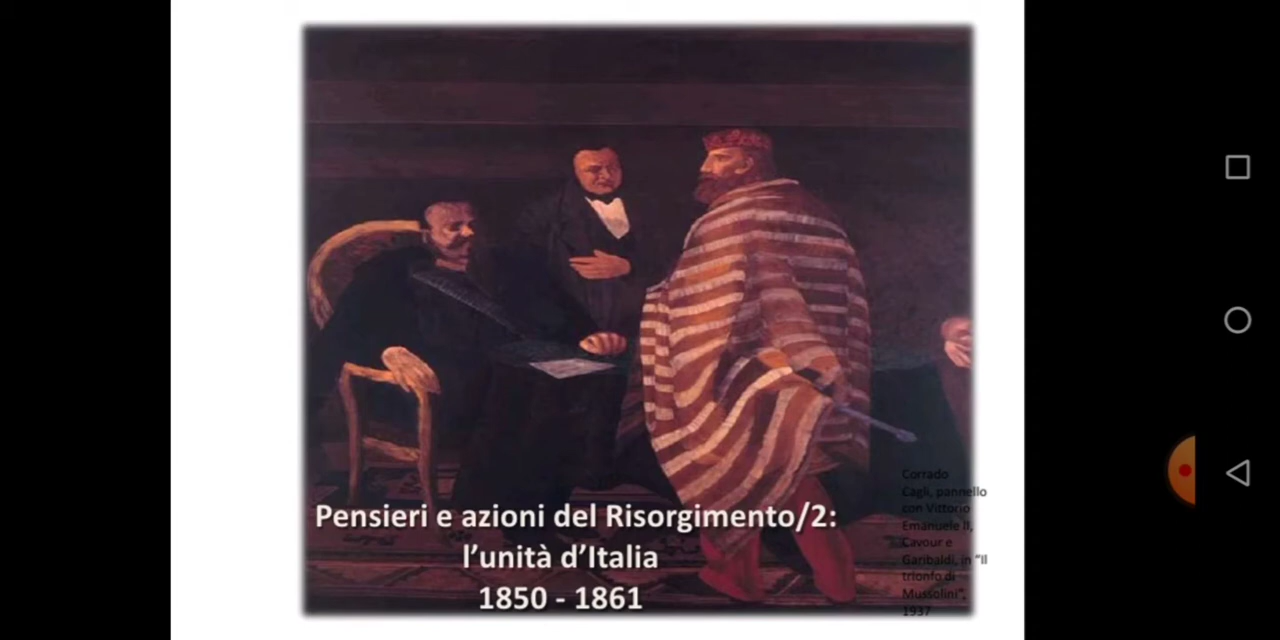 Pensieri e azioni del Risorgimento/2:
l’unità d’Italia
1850 - 1861
Corrado
Cagli, pannello
con Vittorio
Emanuele II,
Cavour e
Garibaldi, in “Il
trionfo di
Mussolini”,
1937